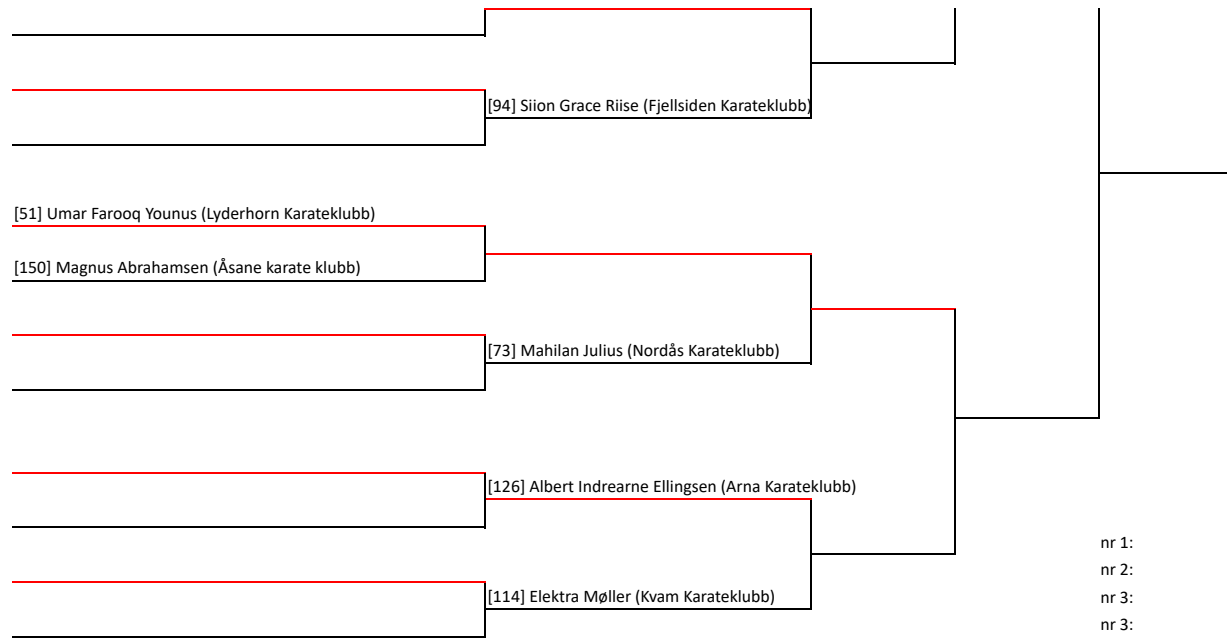 [94] Siion Grace Riise (Fjellsiden Karateklubb)
[51] Umar Farooq Younus (Lyderhorn Karateklubb)
[150] Magnus Abrahamsen (Åsane karate klubb)
[73] Mahilan Julius (Nordås Karateklubb)
[126] Albert Indrearne Ellingsen (Arna Karateklubb)
[114] Elektra Møller (Kvam Karateklubb)
nr 1:
nr 2:
nr 3:
nr 3: